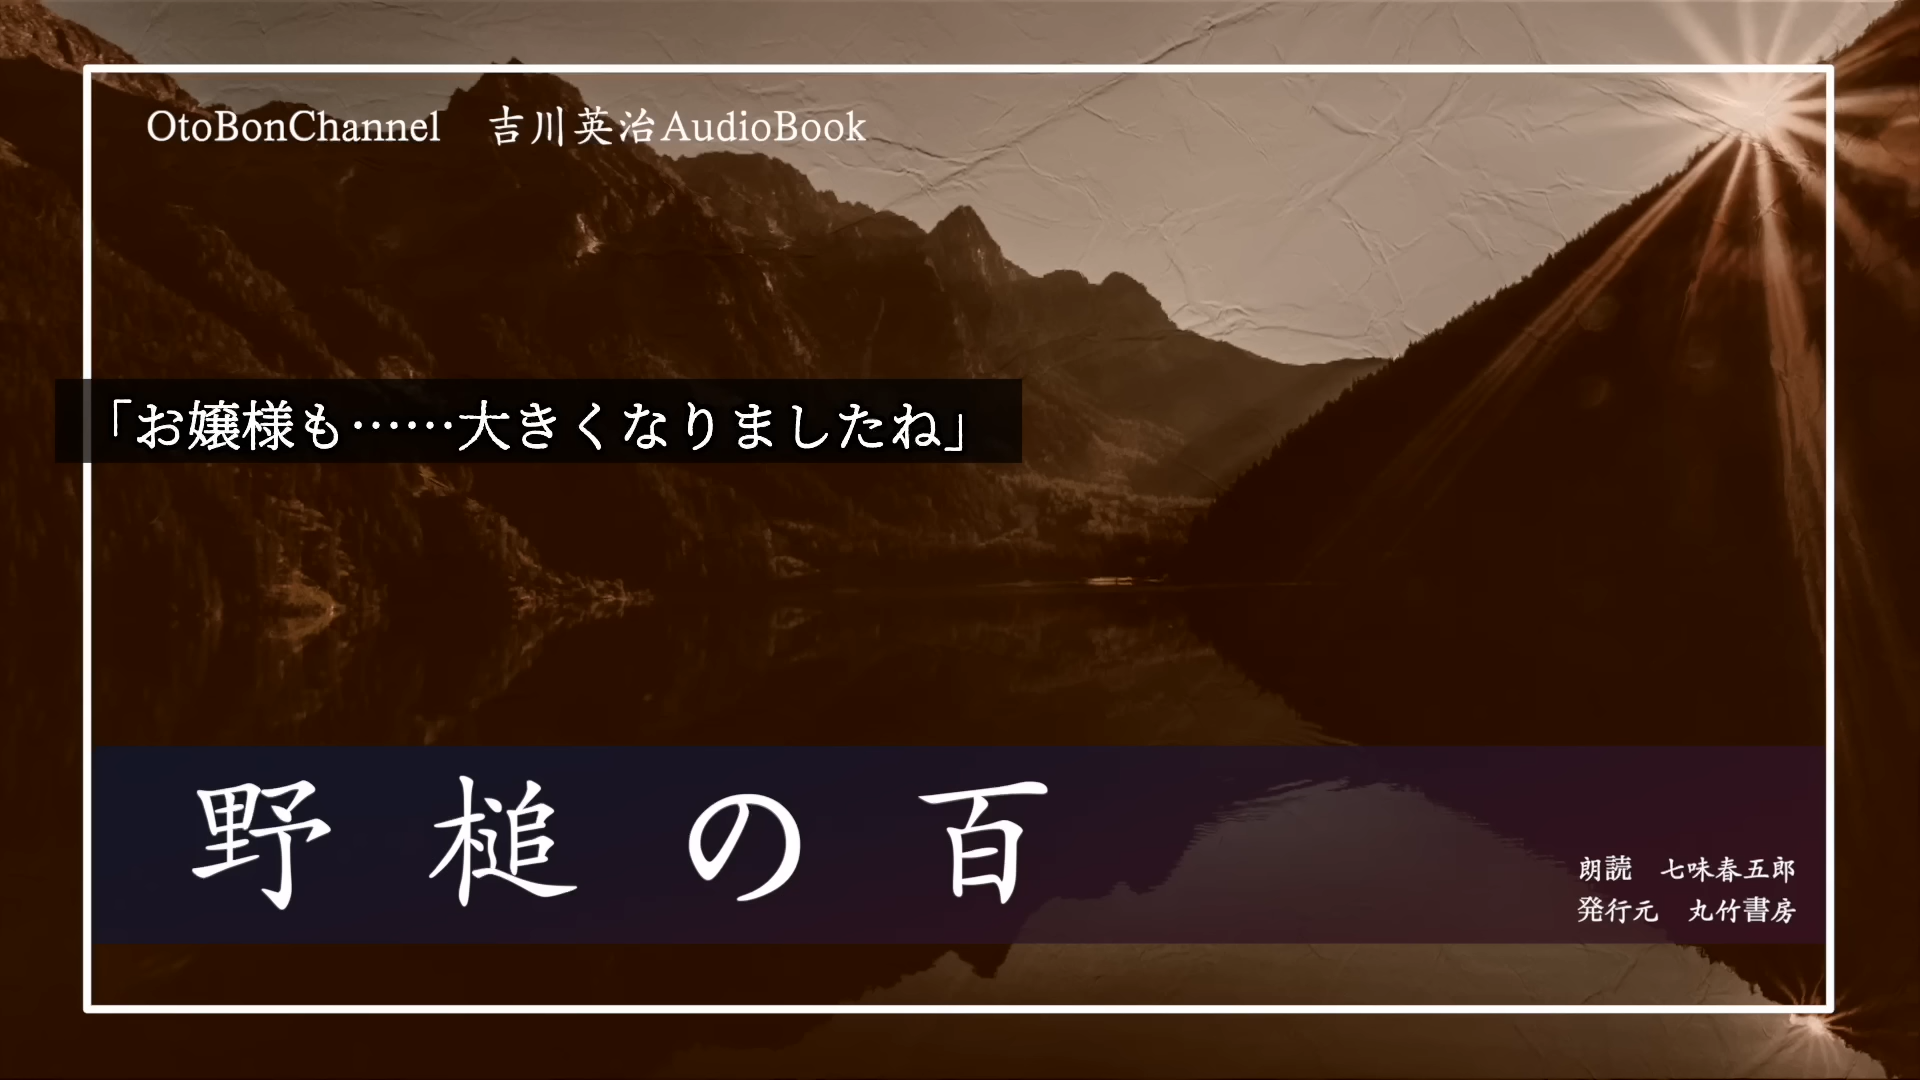 OtoBonChannel　吉川英治AudioBook
「お嬢様も……大きくなりましたね」
野槌の百
朗読　七味春五郎
発行元　丸竹書房